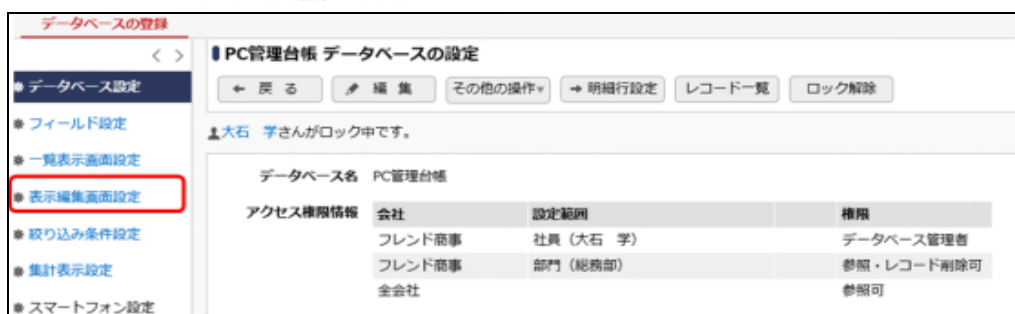 データベースの登録
< >
データベース設定
フィールド設定
一覧表示画面設定
表示編集画面設定
絞り込み条件設定
集計表示設定
スマートフォン設定
PC管理台帳 データベースの設定
← 戻る 編集 その他の操作▾ → 明細行設定 レコード一覧 ロック解除
大石 学さんがロック中です。
データベース名 PC管理台帳
アクセス権限情報 会社 設定範囲 権限
フレンド商事 社員（大石 学） データベース管理者
フレンド商事 部門（総務部） 参照・レコード削除可
全会社 参照可